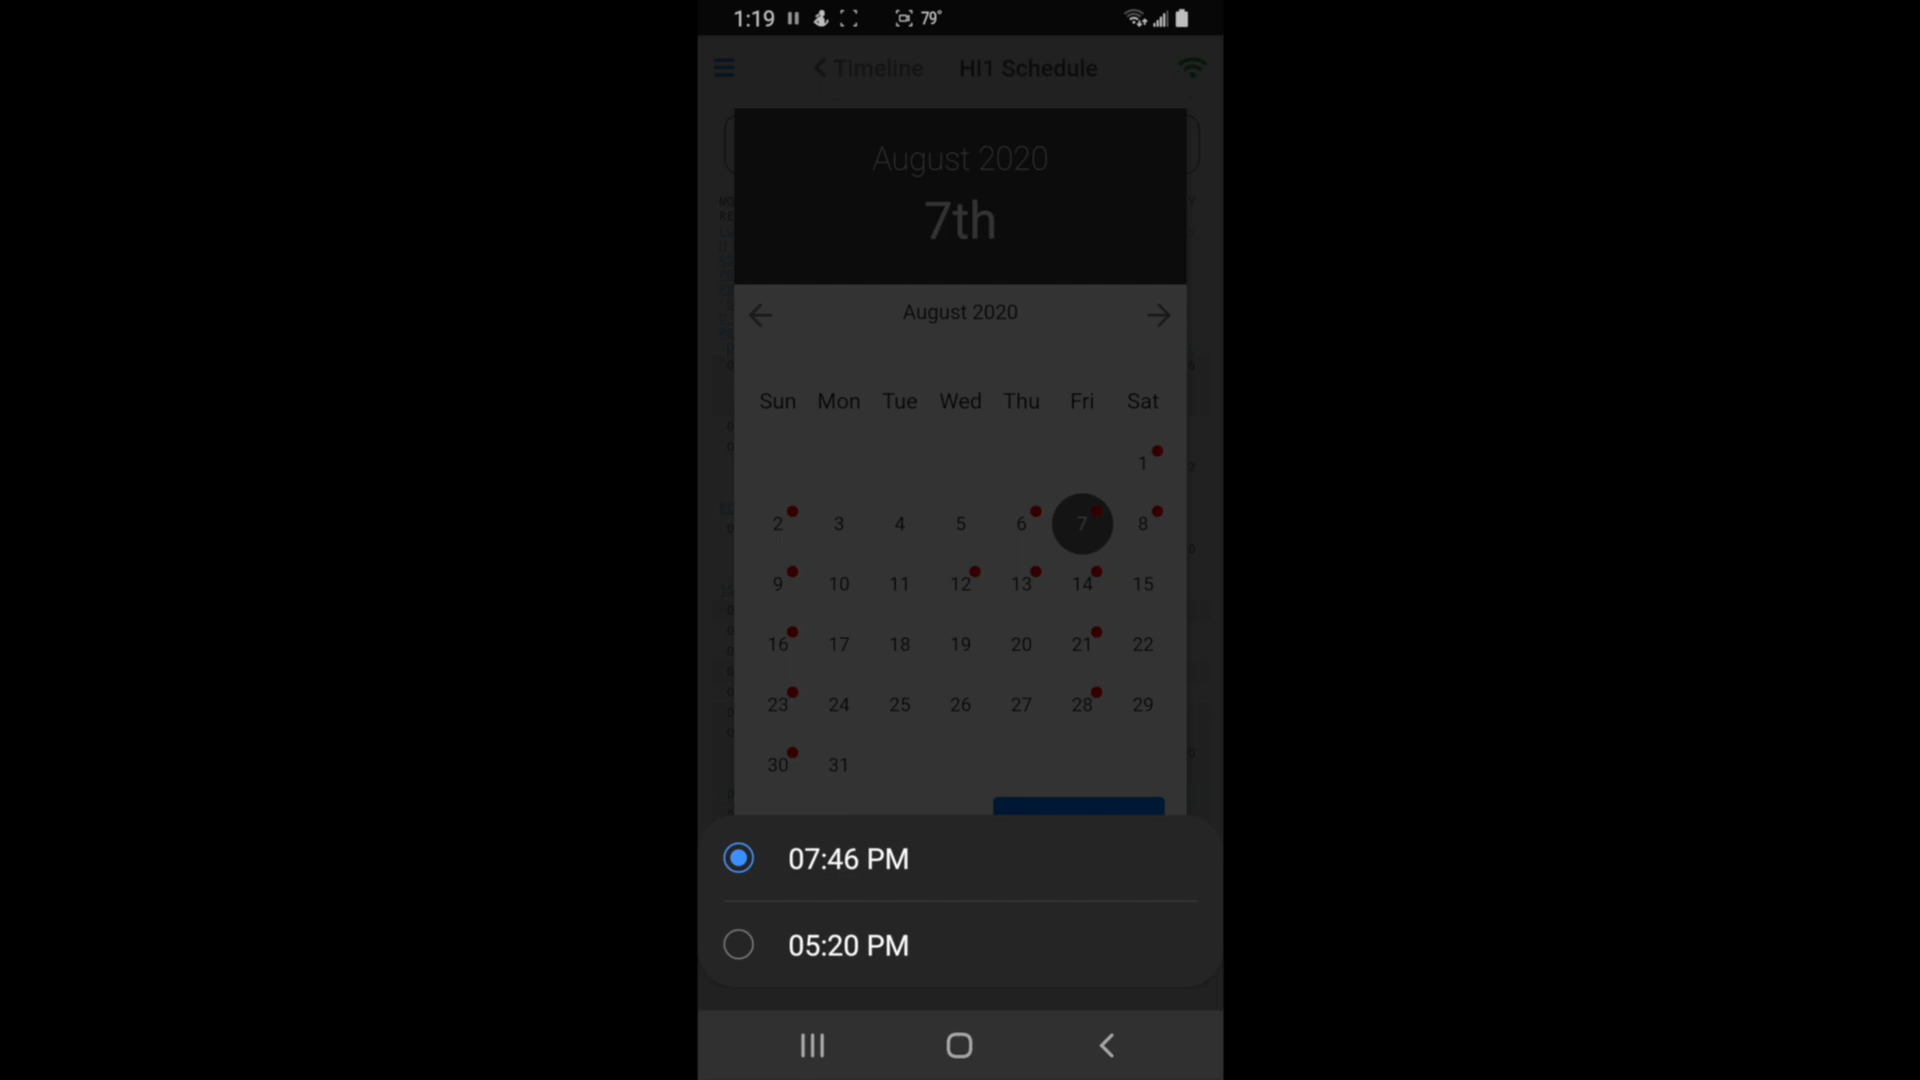 1:19 79°
Timeline HI1 Schedule
August 2020
7th
August 2020
Sun Mon Tue Wed Thu Fri Sat
1
2 3 4 5 6 7 8
9 10 11 12 13 14 15
16 17 18 19 20 21 22
23 24 25 26 27 28 29
30 31
07:46 PM
05:20 PM